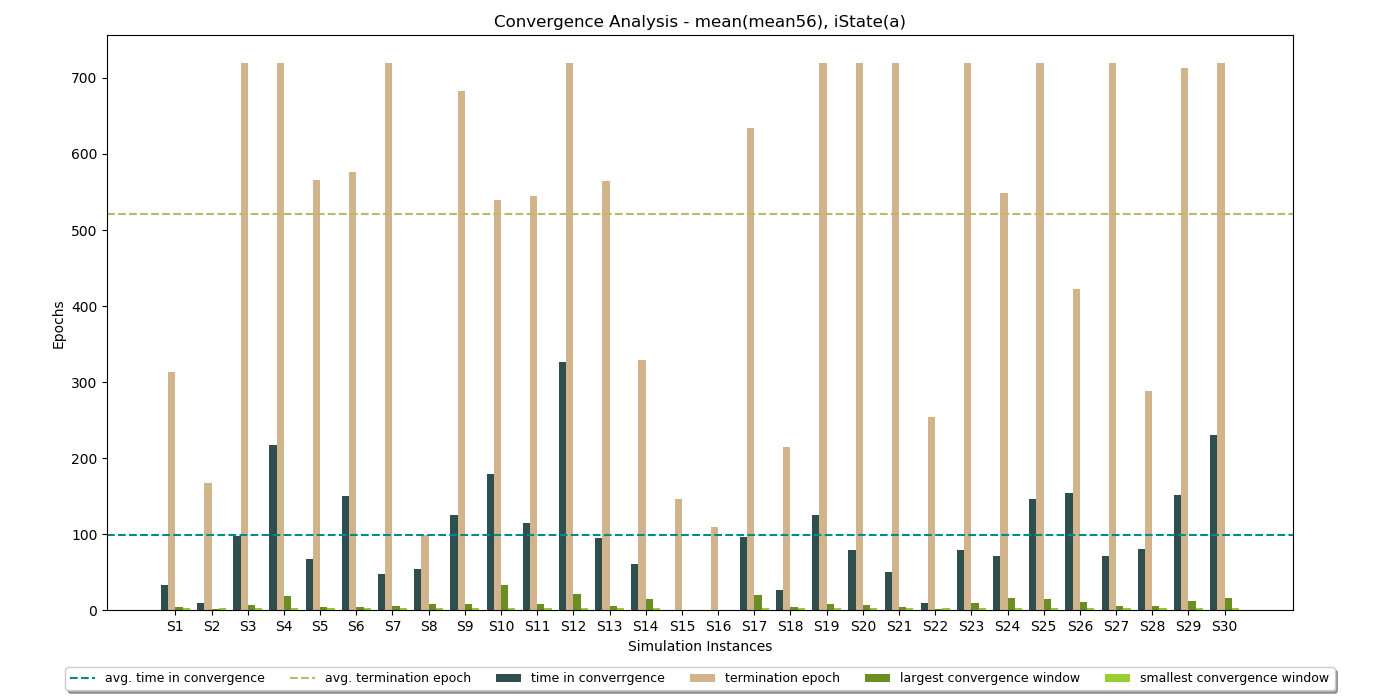 Convergence Analysis - mean(mean56), iState(a)
700
600
500
400
300
200
100
0
Epochs
S1 S2 S3 S4 S5 S6 S7 S8 S9 S10 S11 S12 S13 S14 S15 S16 S17 S18 S19 S20 S21 S22 S23 S24 S25 S26 S27 S28 S29 S30
Simulation Instances
avg. time in convergence avg. termination epoch time in converrgence termination epoch largest convergence window smallest convergence window